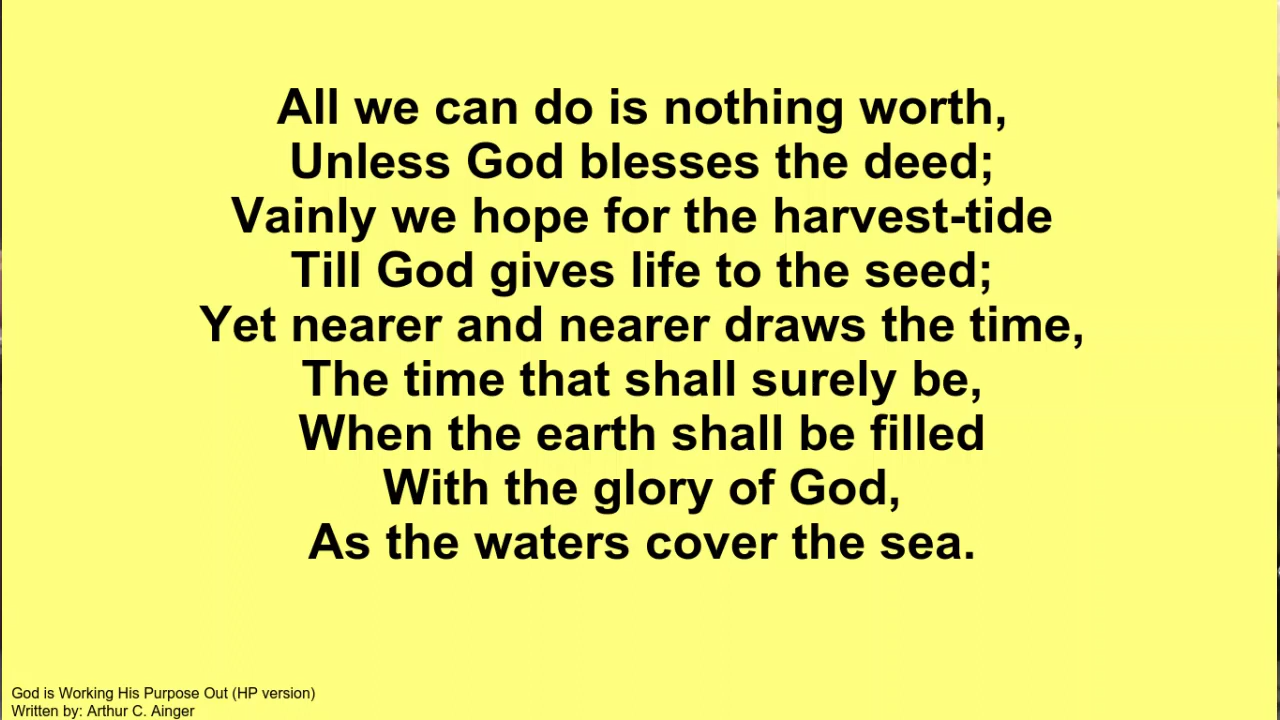 All we can do is nothing worth,
Unless God blesses the deed;
Vainly we hope for the harvest-tide
Till God gives life to the seed;
Yet nearer and nearer draws the time,
The time that shall surely be,
When the earth shall be filled
With the glory of God,
As the waters cover the sea.
God is Working His Purpose Out (HP version)
Written by: Arthur C. Ainger